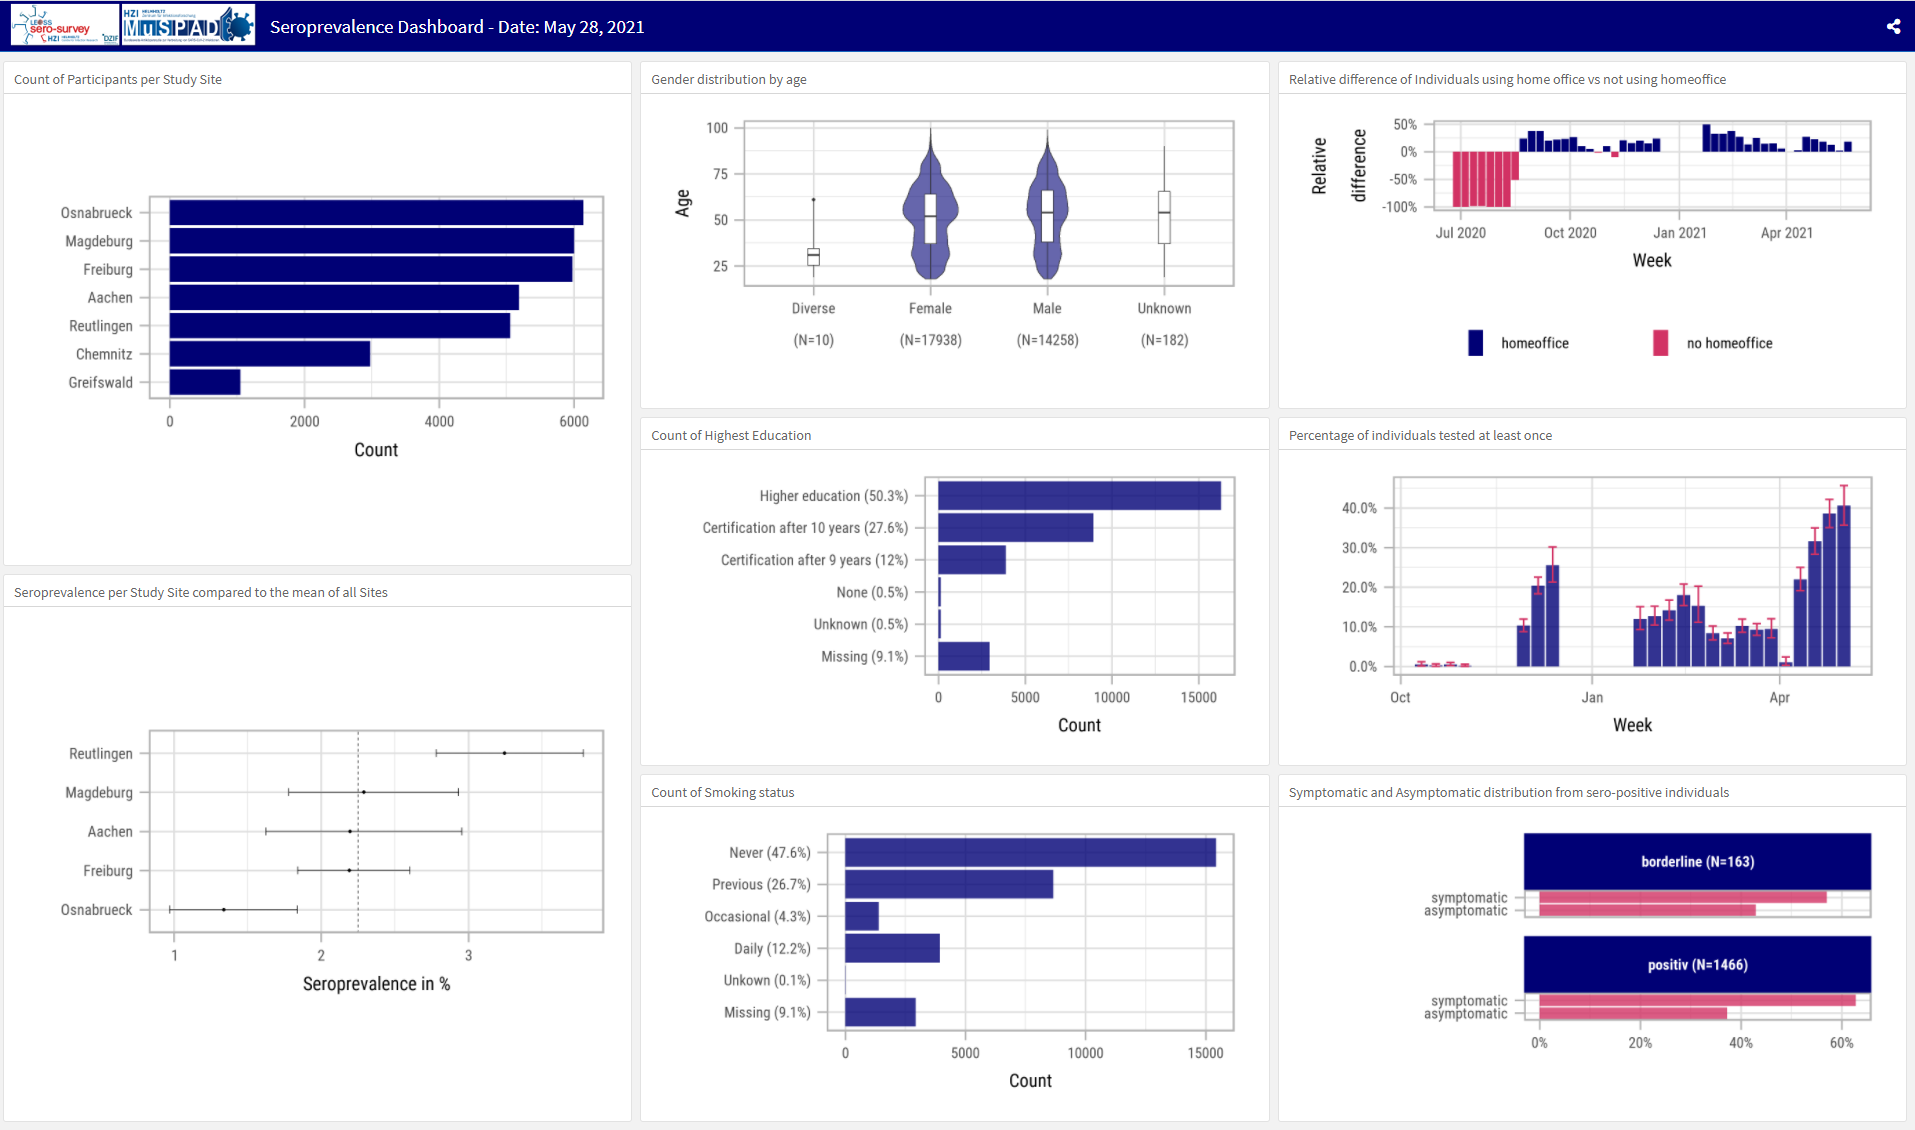 LEOSS
sero-survey
HZI
DZIF
HZI HELMHOLTZ
MuSPAD
Seroprevalence Dashboard - Date: May 28, 2021
Count of Participants per Study Site
Osnabrueck
Magdeburg
Freiburg
Aachen
Reutlingen
Chemnitz
Greifswald
0 2000 4000 6000
Count
Seroprevalence per Study Site compared to the mean of all Sites
Reutlingen
Magdeburg
Aachen
Freiburg
Osnabrueck
1 2 3
Seroprevalence in %
Gender distribution by age
100
75
50
25
Age
Diverse Female Male Unknown
(N=10) (N=17938) (N=14258) (N=182)
Count of Highest Education
Higher education (50.3%)
Certification after 10 years (27.6%)
Certification after 9 years (12%)
None (0.5%)
Unknown (0.5%)
Missing (9.1%)
0 5000 10000 15000
Count
Count of Smoking status
Never (47.6%)
Previous (26.7%)
Occasional (4.3%)
Daily (12.2%)
Unkown (0.1%)
Missing (9.1%)
0 5000 10000 15000
Count
Relative difference of Individuals using home office vs not using homeoffice
Relative
difference
50%
0%
-50%
-100%
Jul 2020 Oct 2020 Jan 2021 Apr 2021
Week
homeoffice no homeoffice
Percentage of individuals tested at least once
40.0%
30.0%
20.0%
10.0%
0.0%
Oct Jan Apr
Week
Symptomatic and Asymptomatic distribution from sero-positive individuals
borderline (N=163)
symptomatic
asymptomatic
positiv (N=1466)
symptomatic
asymptomatic
0% 20% 40% 60%